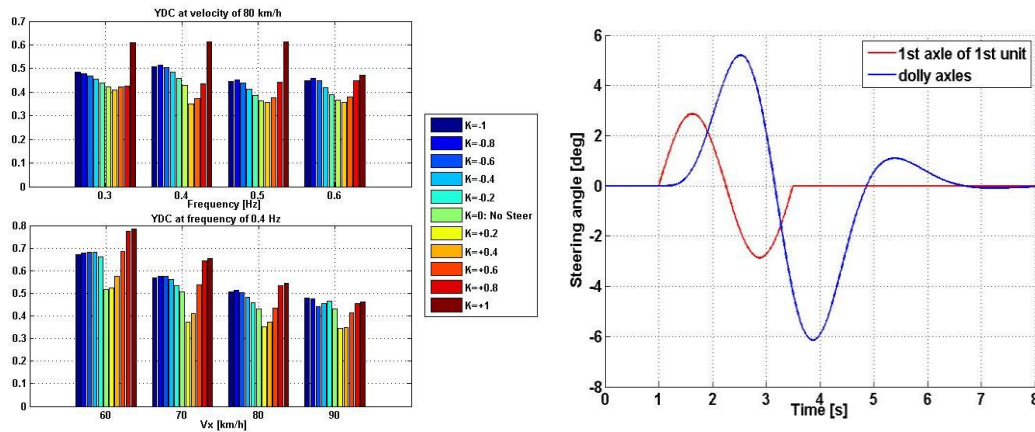 YDC at velocity of 80 km/h
0.7
0.6
0.5
0.4
0.3
0.2
0.1
0
0.3 0.4 0.5 0.6
Frequency [Hz]
YDC at frequency of 0.4 Hz
0.8
0.7
0.6
0.5
0.4
0.3
0.2
0.1
0
60 70 80 90
Vx [km/h]
K=-1
K=-0.8
K=-0.6
K=-0.4
K=-0.2
K=0: No Steer
K=+0.2
K=+0.4
K=+0.6
K=+0.8
K=+1
Steering angle [deg]
6
4
2
0
-2
-4
-6
-8
0 1 2 3 4 5 6 7 8
Time [s]
1st axle of 1st unit
dolly axles